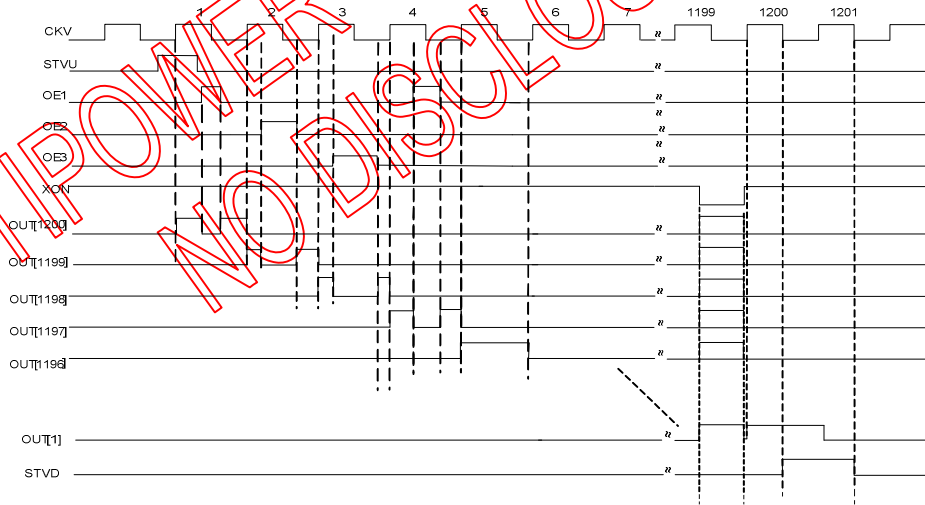 1 2 3 4 5 6 7 1199 1200 1201
CKV
STVU
OE1
OE2
OE3
XON
OUT[1200]
OUT[1199]
OUT[1198]
OUT[1197]
OUT[1196]
OUT[1]
STVD
NO DISCLO